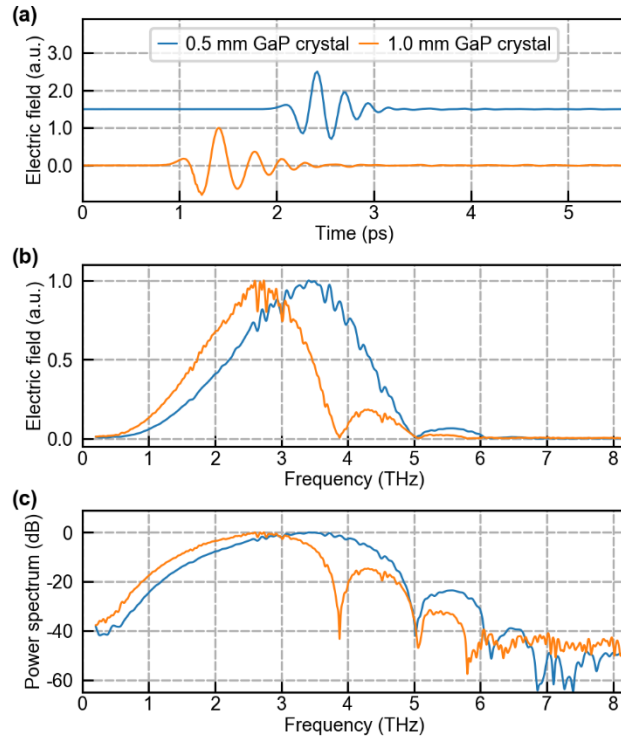 (a)
0.5 mm GaP crystal 1.0 mm GaP crystal
Electric field (a.u.)
3.0
2.0
1.0
0.0
0 1 2 3 4 5
Time (ps)
(b)
Electric field (a.u.)
1.0
0.5
0.0
0 1 2 3 4 5 6 7 8
Frequency (THz)
(c)
Power spectrum (dB)
0
-20
-40
-60
0 1 2 3 4 5 6 7 8
Frequency (THz)